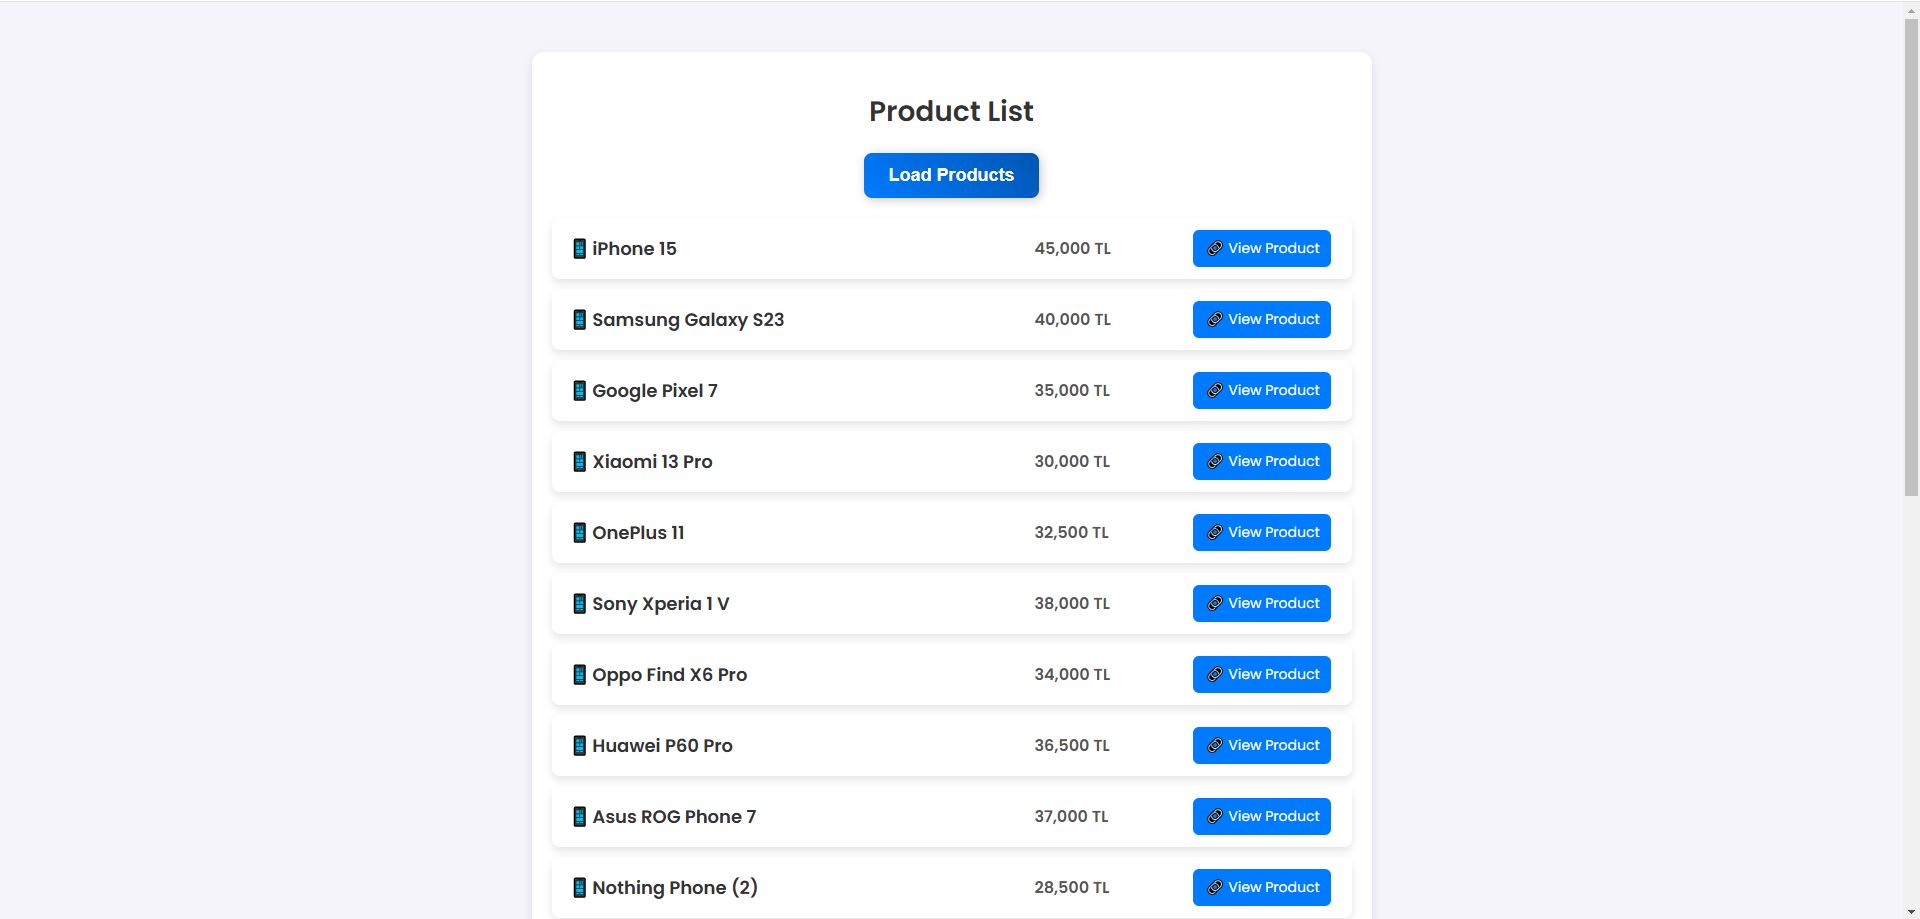 Product List
Load Products
iPhone 15 45,000 TL View Product
Samsung Galaxy S23 40,000 TL View Product
Google Pixel 7 35,000 TL View Product
Xiaomi 13 Pro 30,000 TL View Product
OnePlus 11 32,500 TL View Product
Sony Xperia 1 V 38,000 TL View Product
Oppo Find X6 Pro 34,000 TL View Product
Huawei P60 Pro 36,500 TL View Product
Asus ROG Phone 7 37,000 TL View Product
Nothing Phone (2) 28,500 TL View Product